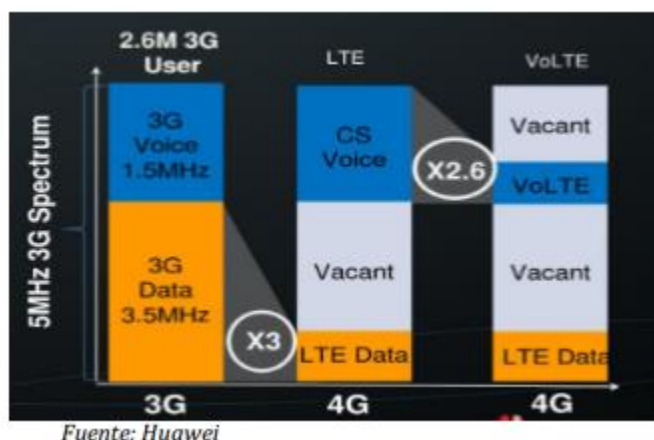 2.6M 3G
User
LTE
VoLTE
5MHz 3G Spectrum
3G
Voice
1.5MHz
CS
Voice
Vacant
X2.6
VoLTE
3G
Data
3.5MHz
Vacant
Vacant
X3
LTE Data
LTE Data
3G
4G
4G
Fuente: Huawei